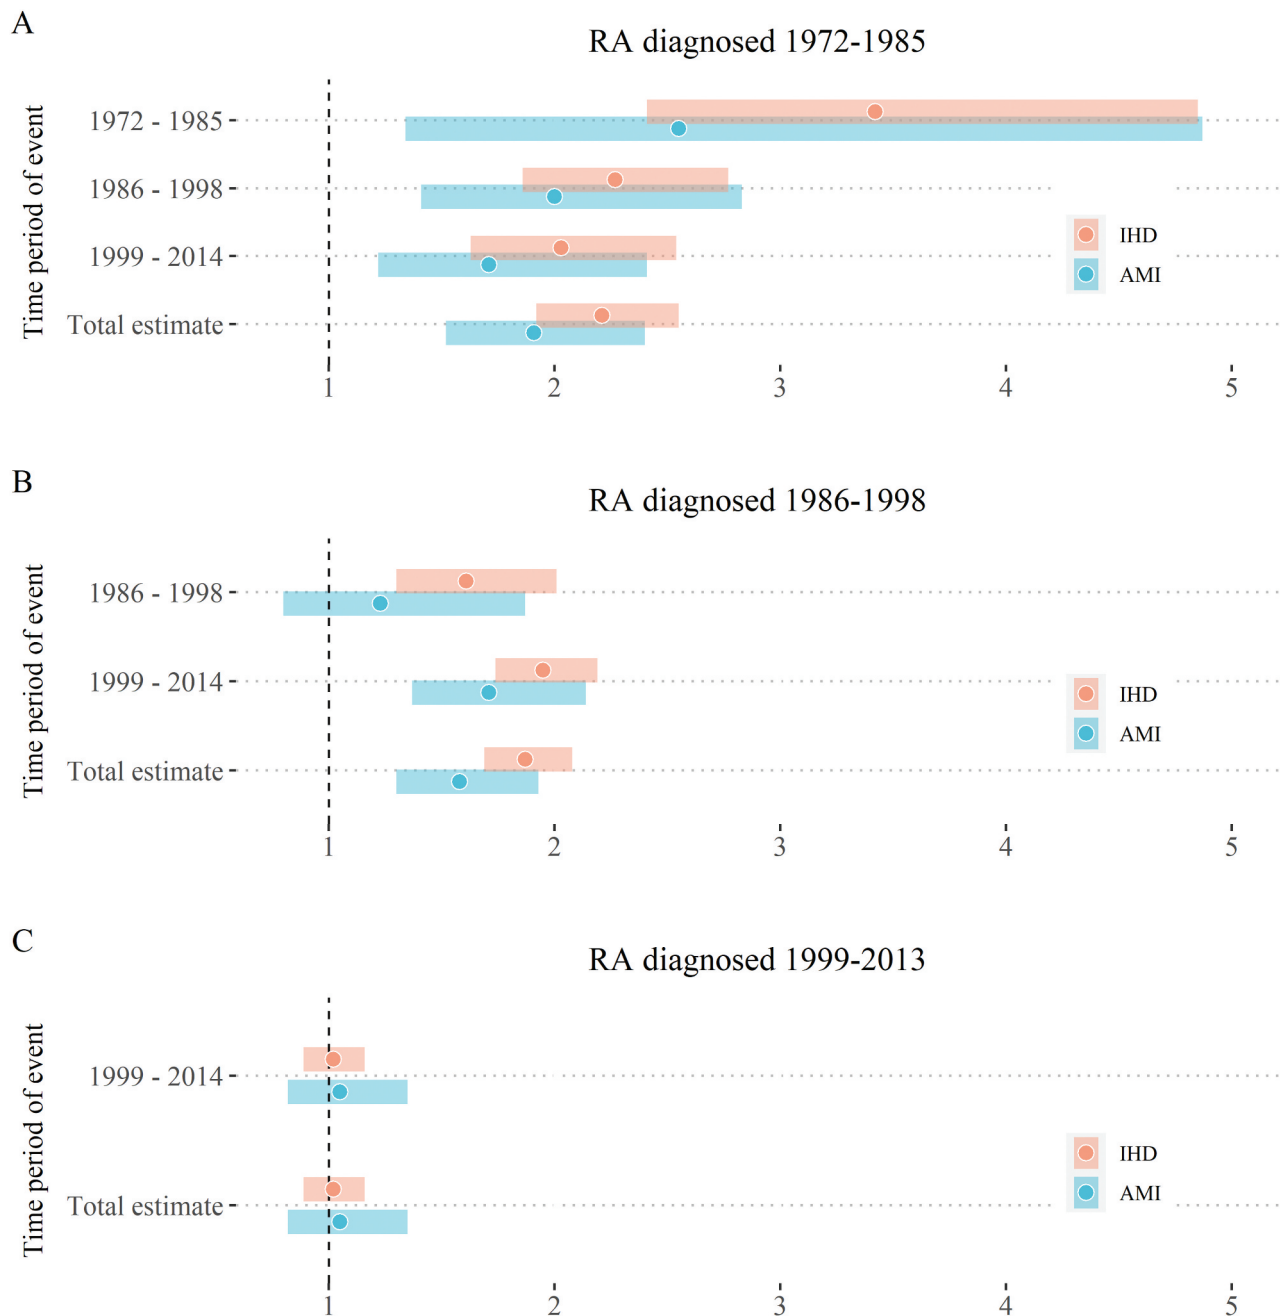 A
RA diagnosed 1972-1985
Time period of event
1972 - 1985
1986 - 1998
1999 - 2014
Total estimate
IHD
AMI
1 2 3 4 5
B
RA diagnosed 1986-1998
Time period of event
1986 - 1998
1999 - 2014
Total estimate
IHD
AMI
1 2 3 4 5
C
RA diagnosed 1999-2013
Time period of event
1999 - 2014
Total estimate
IHD
AMI
1 2 3 4 5